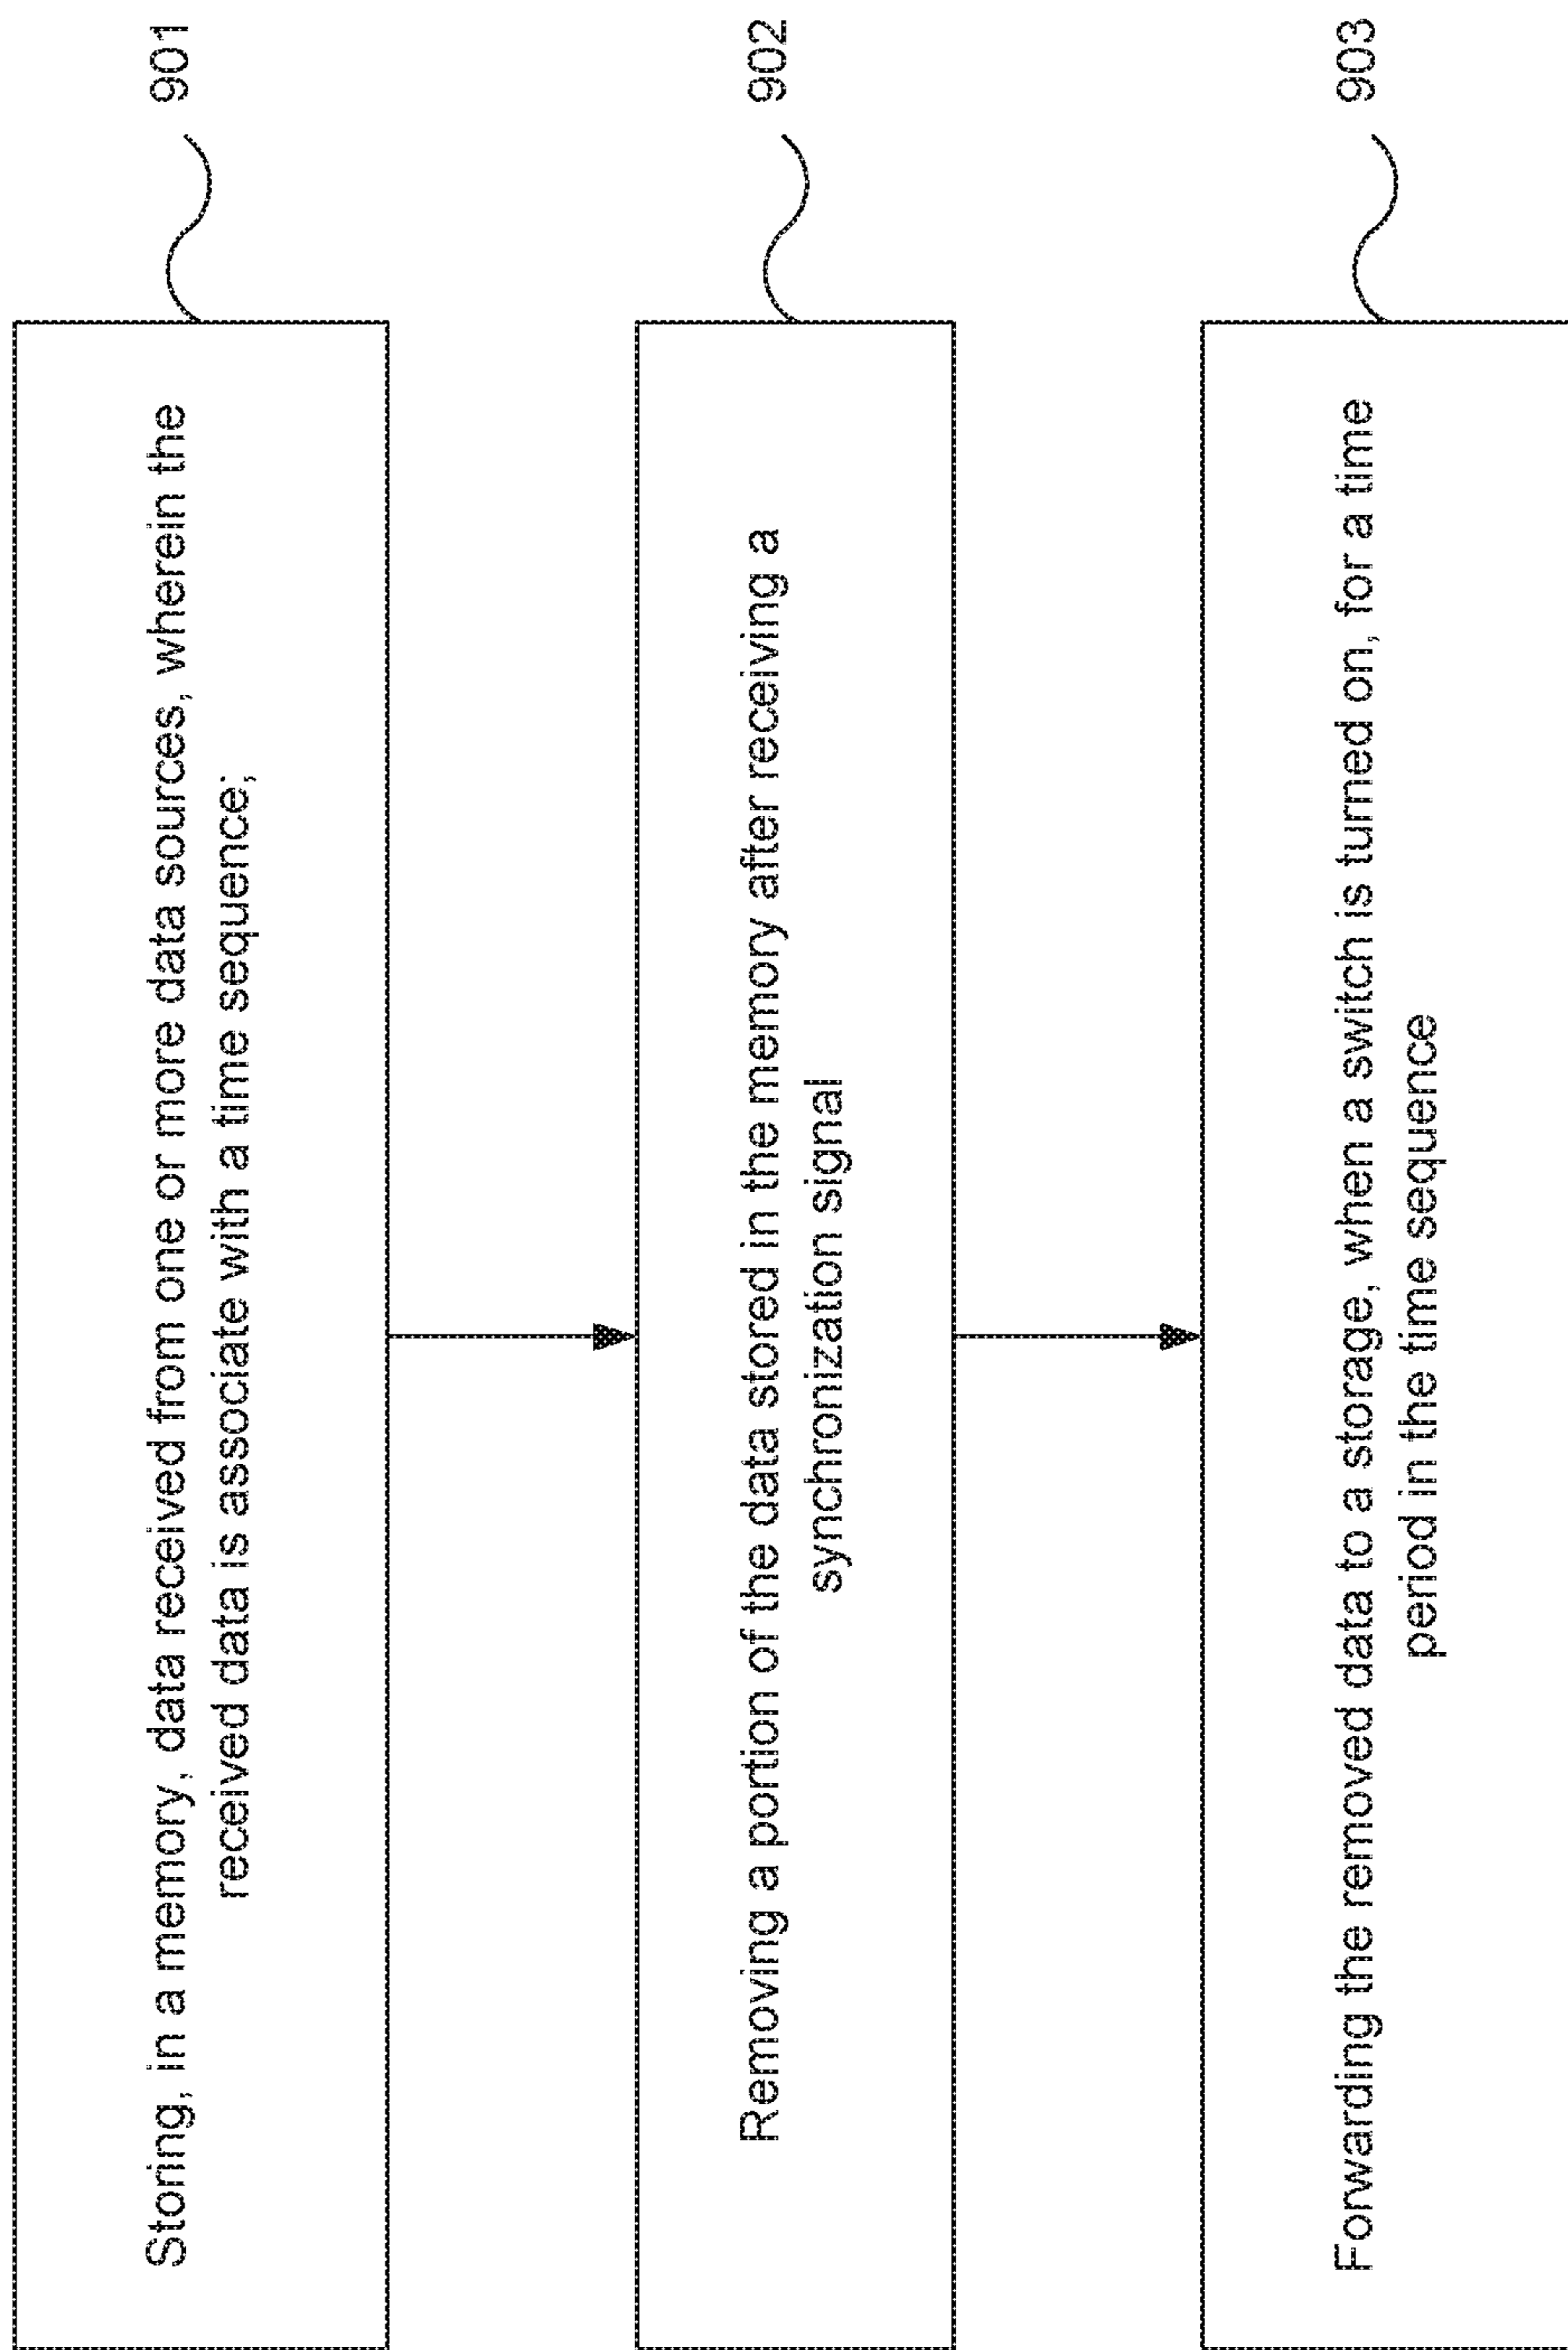 Storing, in a memory, data received from one or more data sources, wherein the
received data is associate with a time sequence;
901
Removing a portion of the data stored in the memory after receiving a
synchronization signal
902
Forwarding the removed data to a storage, when a switch is turned on, for a time
period in the time sequence
903